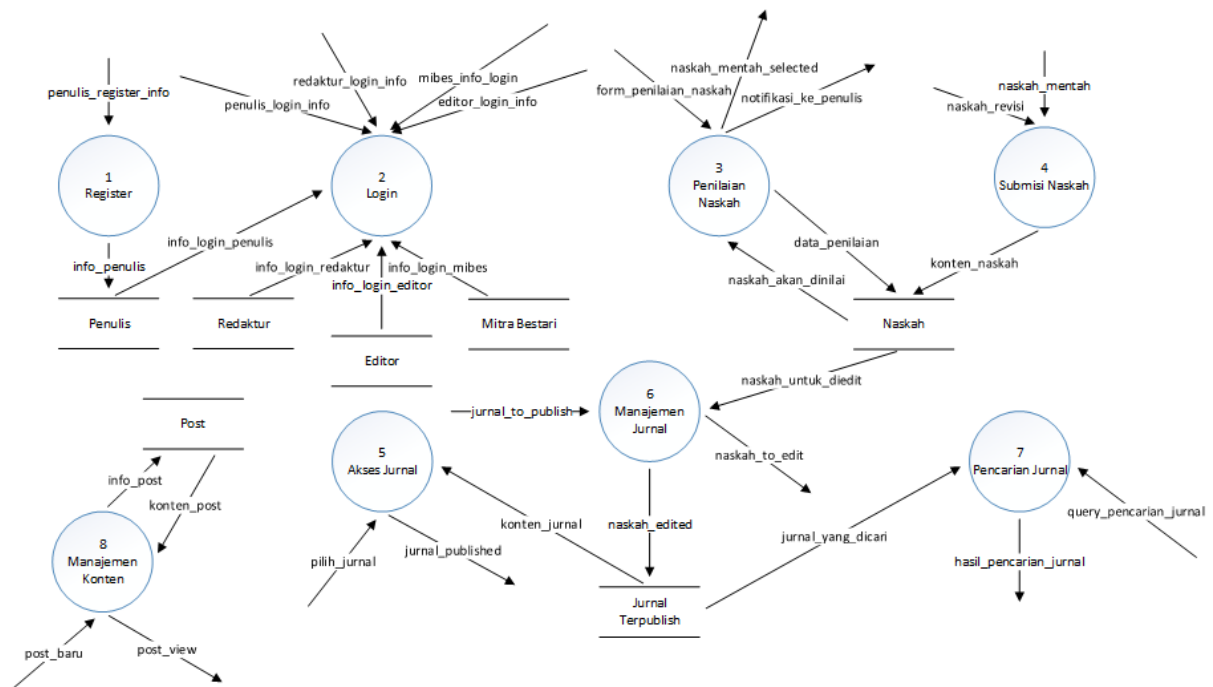 penulis_register_info
redaktur_login_info
penulis_login_info
mibes_info_login
editor_login_info
naskah_mentah_selected
form_penilaian_naskah
notifikasi_ke_penulis
naskah_mentah
naskah_revisi
1
Register
2
Login
3
Penilaian
Naskah
4
Submisi Naskah
info_login_penulis
info_penulis
info_login_redaktur
info_login_mibes
info_login_editor
data_penilaian
naskah_akan_dinilai
konten_naskah
Penulis
Redaktur
Editor
Mitra Bestari
Naskah
naskah_untuk_diedit
Post
jurnal_to_publish
6
Manajemen
Jurnal
5
Akses Jurnal
7
Pencarian Jurnal
naskah_to_edit
info_post
konten_post
konten_jurnal
naskah_edited
jurnal_yang_dicari
query_pencarian_jurnal
8
Manajemen
Konten
pilih_jurnal
jurnal_published
hasil_pencarian_jurnal
Jurnal
Terpublish
post_baru
post_view